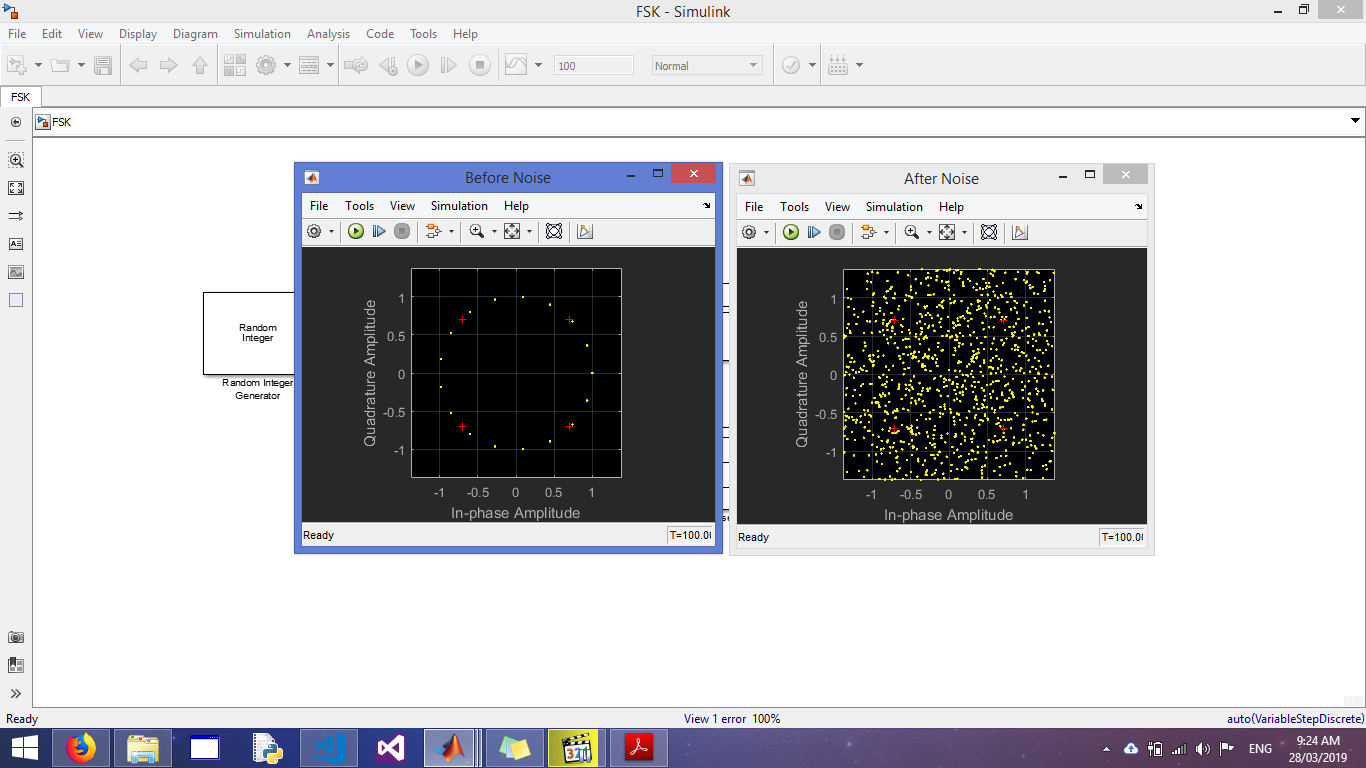 FSK - Simulink
File Edit View Display Diagram Simulation Analysis Code Tools Help
100 Normal
FSK
FSK
Before Noise
File Tools View Simulation Help
Quadrature Amplitude
1
0.5
0
-0.5
-1
-1 -0.5 0 0.5 1
In-phase Amplitude
Ready T=100.0
After Noise
File Tools View Simulation Help
Quadrature Amplitude
1
0.5
0
-0.5
-1
-1 -0.5 0 0.5 1
In-phase Amplitude
Ready T=100.0
Random
Integer
Random Integer
Generator
Ready View 1 error 100% auto(VariableStepDiscrete)
321
ENG
9:24 AM
28/03/2019